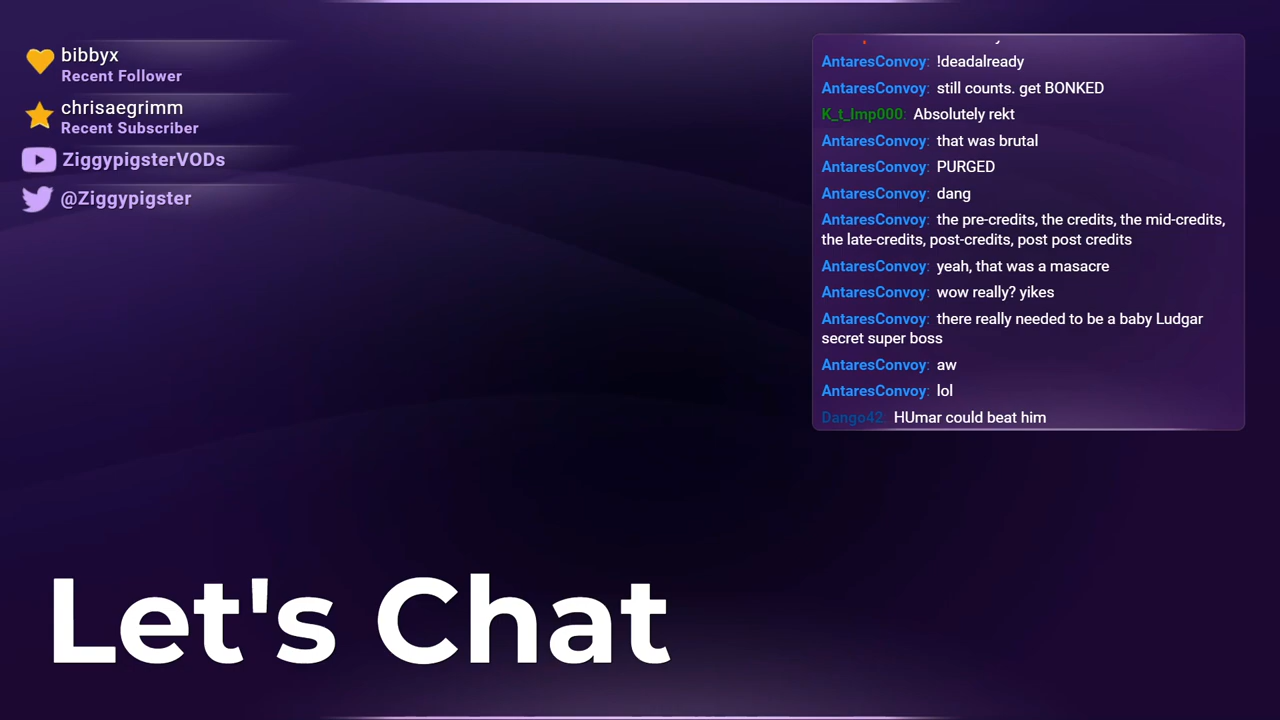 bibbyx
Recent Follower
chrisaegrimm
Recent Subscriber
ZiggypigsterVODs
@Ziggypigster
AntaresConvoy: !deadalready
AntaresConvoy: still counts. get BONKED
K_t_Imp000: Absolutely rekt
AntaresConvoy: that was brutal
AntaresConvoy: PURGED
AntaresConvoy: dang
AntaresConvoy: the pre-credits, the credits, the mid-credits,
the late-credits, post-credits, post post credits
AntaresConvoy: yeah, that was a masacre
AntaresConvoy: wow really? yikes
AntaresConvoy: there really needed to be a baby Ludgar
secret super boss
AntaresConvoy: aw
AntaresConvoy: lol
Dango42: HUmar could beat him
Let's Chat